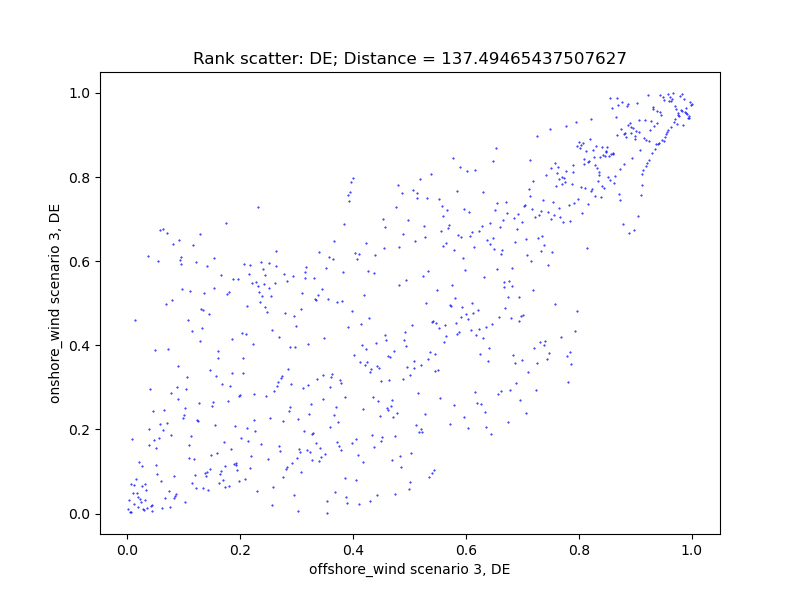 Rank scatter: DE; Distance = 137.49465437507627
1.0
0.8
0.6
0.4
0.2
0.0
onshore_wind scenario 3, DE
0.0 0.2 0.4 0.6 0.8 1.0
offshore_wind scenario 3, DE